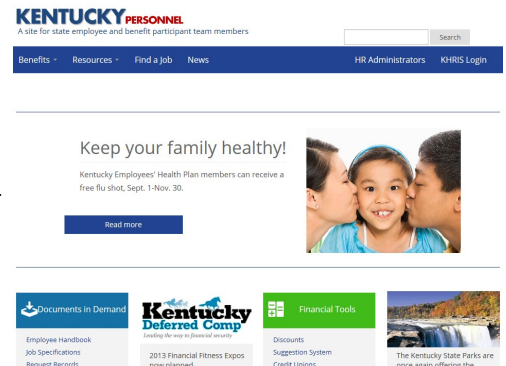 KENTUCKY PERSONNEL
A site for state employee and benefit participant team members
Search
Benefits
Resources
Find a Job
News
HR Administrators
KHRIS Login
Keep your family healthy!
Kentucky Employees' Health Plan members can receive a
free flu shot, Sept. 1-Nov. 30.
Read more
Documents in Demand
Employee Handbook
Job Specifications
Request Records
Kentucky
Deferred Comp
Leading the way to financial security
2013 Financial Fitness Expos
now planned
Financial Tools
Discounts
Suggestion System
Credit Unions
The Kentucky State Parks are
once again offering the